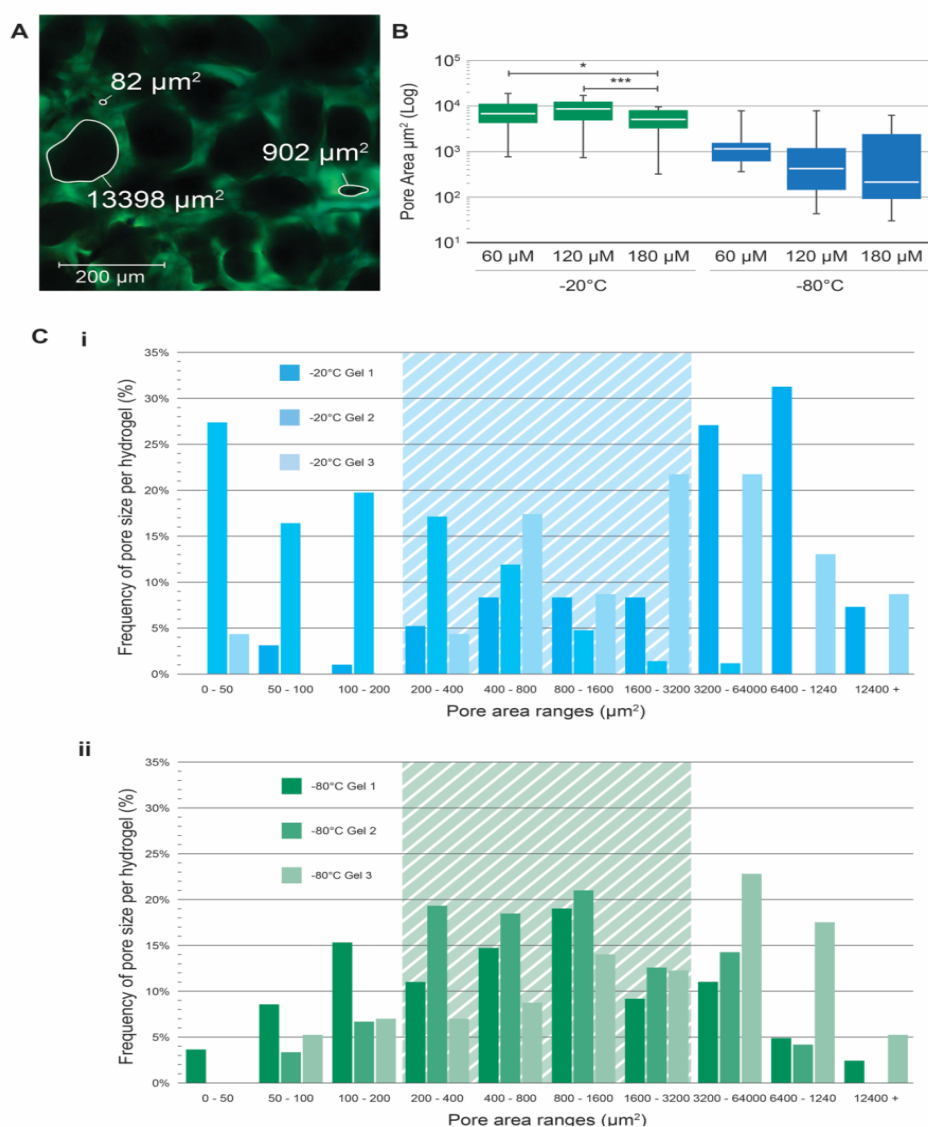 A
82 µm²
902 µm²
13398 µm²
200 µm
B
Pore Area µm² (Log)
10⁵
10⁴
10³
10²
10¹
*
***
60 µM 120 µM 180 µM 60 µM 120 µM 180 µM
-20°C -80°C
C i
Frequency of pore size per hydrogel (%)
35%
30%
25%
20%
15%
10%
5%
0%
-20°C Gel 1
-20°C Gel 2
-20°C Gel 3
0 - 50 50 - 100 100 - 200 200 - 400 400 - 800 800 - 1600 1600 - 3200 3200 - 64000 6400 - 1240 12400 +
Pore area ranges (µm²)
ii
Frequency of pore size per hydrogel (%)
35%
30%
25%
20%
15%
10%
5%
0%
-80°C Gel 1
-80°C Gel 2
-80°C Gel 3
0 - 50 50 - 100 100 - 200 200 - 400 400 - 800 800 - 1600 1600 - 3200 3200 - 64000 6400 - 1240 12400 +
Pore area ranges (µm²)